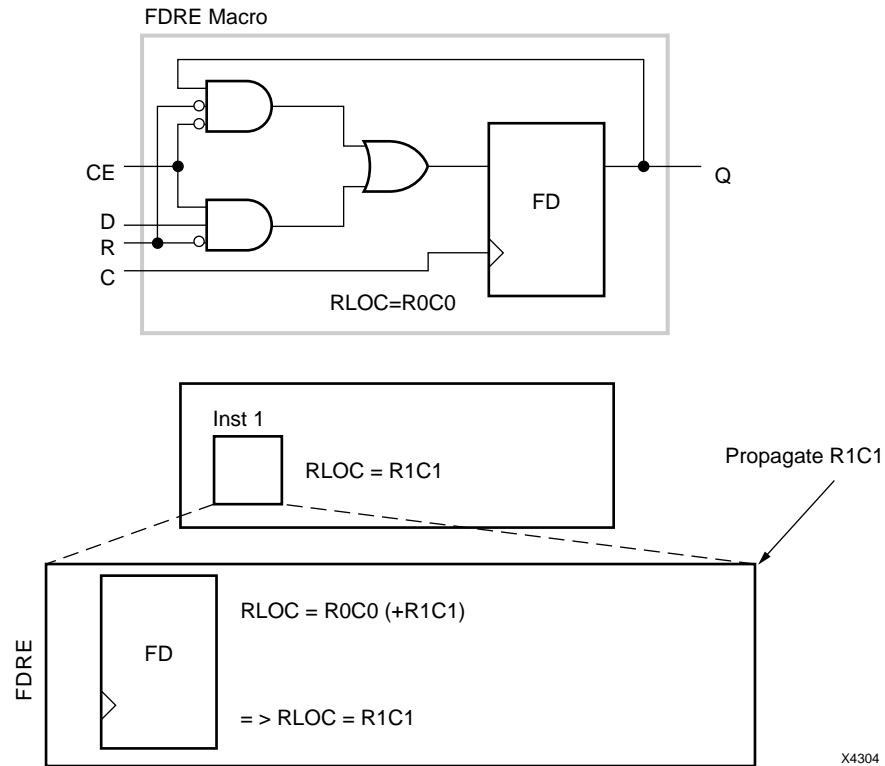 FDRE Macro
CE
D
R
C
FD
Q
RLOC=R0C0
Inst 1
RLOC = R1C1
Propagate R1C1
FDRE
FD
RLOC = R0C0 (+R1C1)
= > RLOC = R1C1
X4304